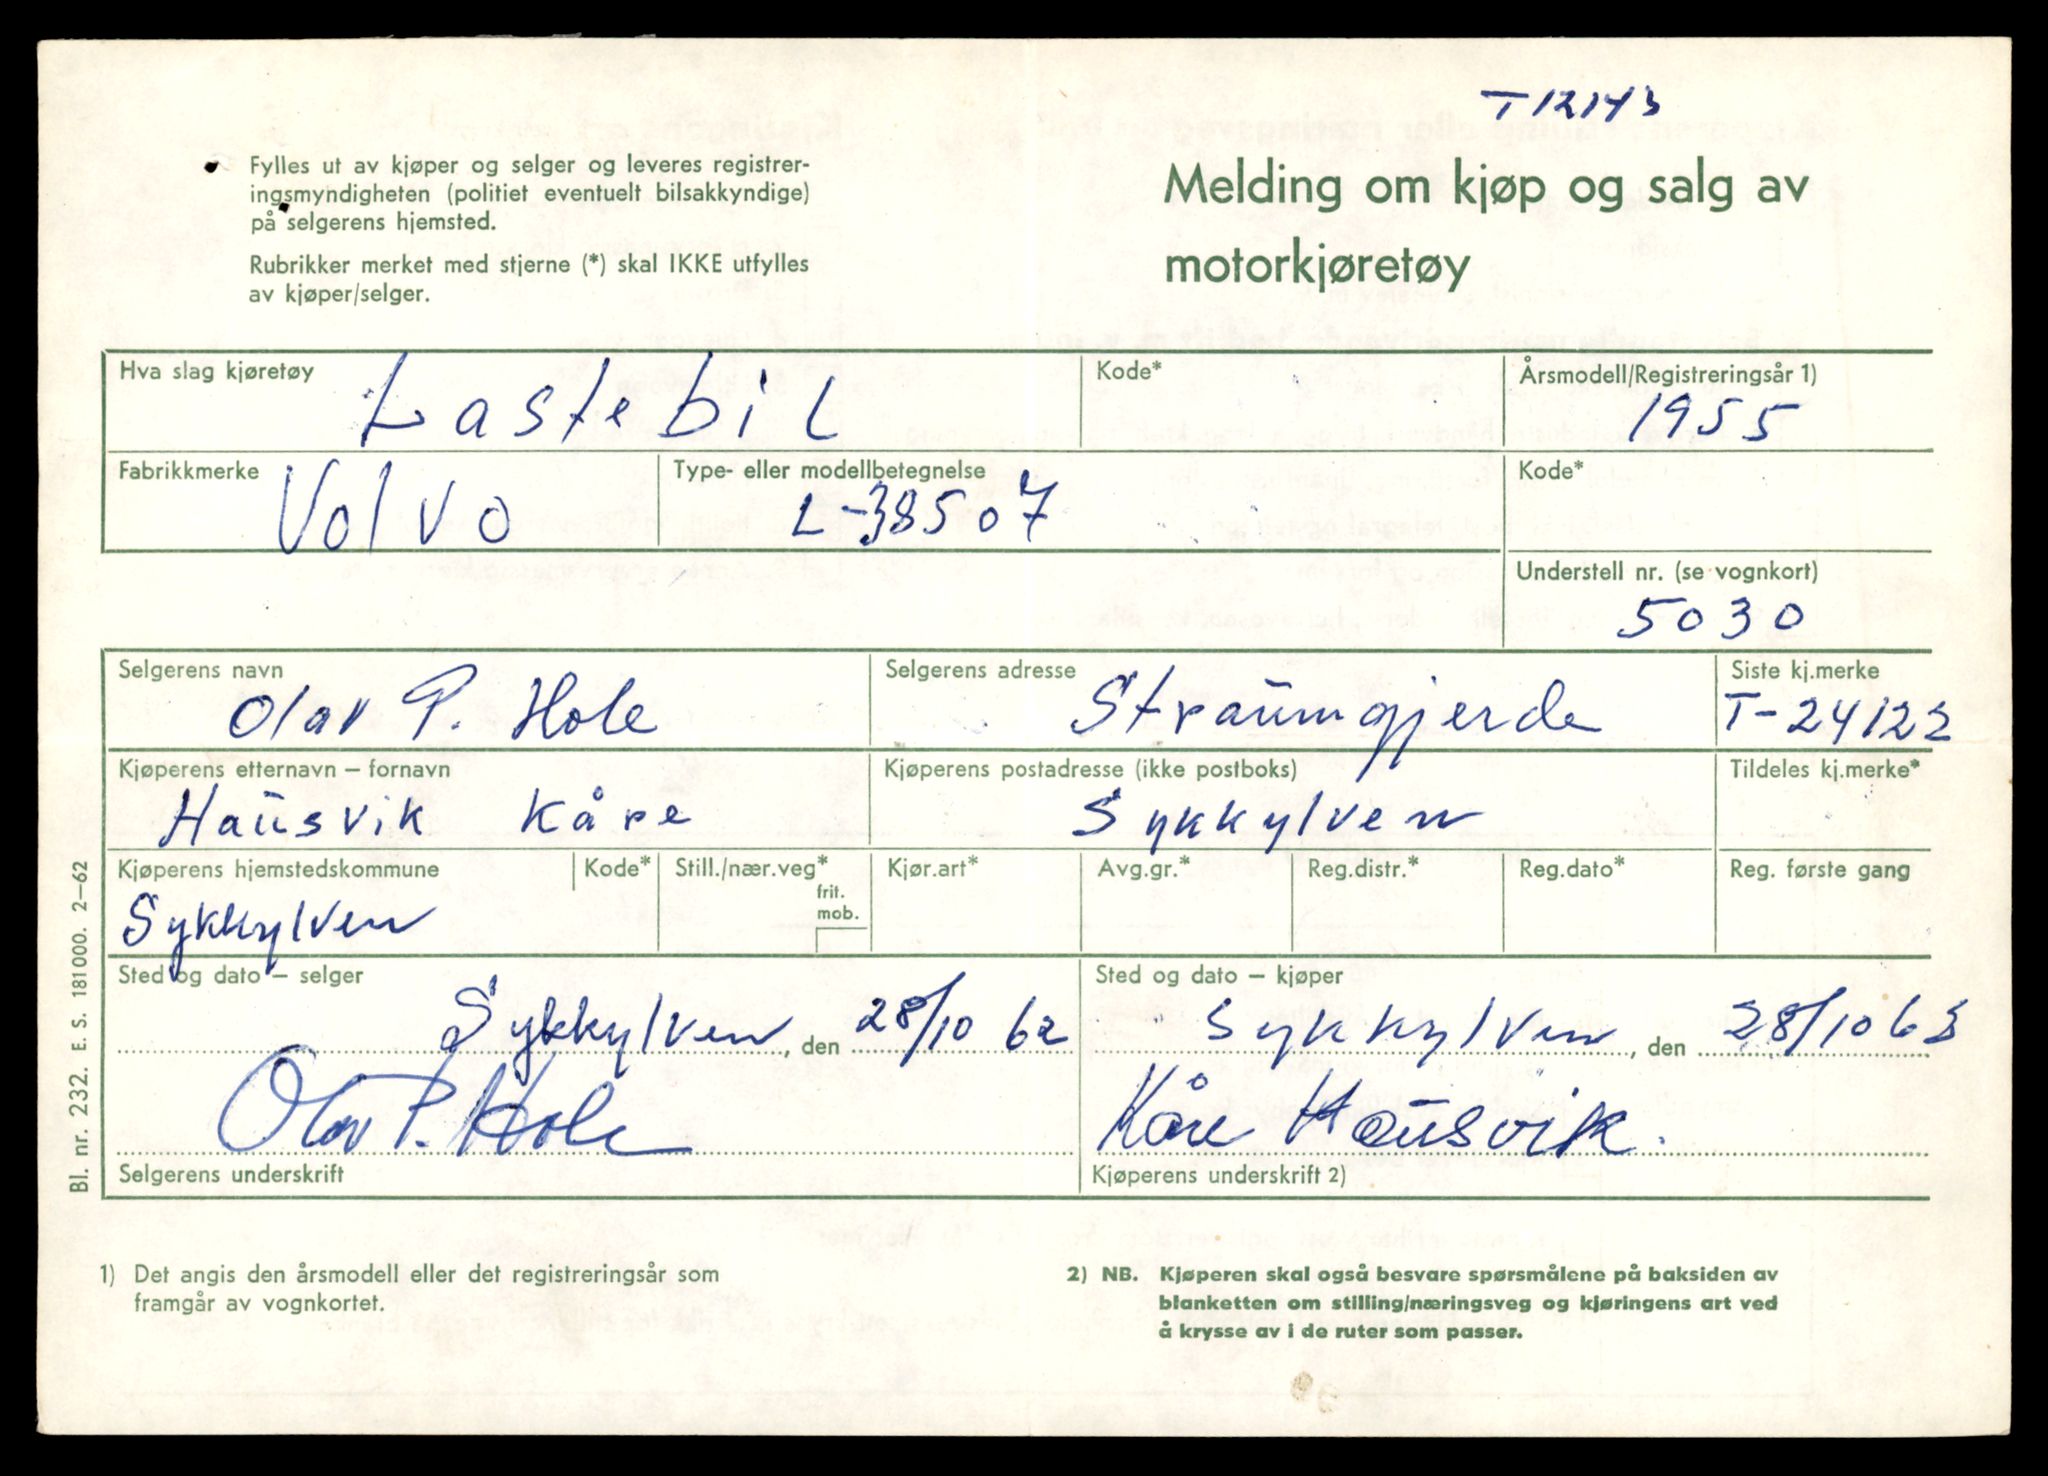 T 12143
Fylles ut av kjøper og selger og leveres registrer-
ingsmyndigheten (politiet eventuelt bilsakkyndige)
på selgerens hjemsted.
Rubrikker merket med stjerne (*) skal IKKE utfylles
av kjøper/selger.
Melding om kjøp og salg av
motorkjøretøy
Hva slag kjøretøy
Lastebil
Kode*
Årsmodell/Registreringsår 1)
1955
Fabrikkmerke
Volvo
Type- eller modellbetegnelse
L-38507
Kode*
Understell nr. (se vognkort)
5030
Selgerens navn
Olav P. Hole
Selgerens adresse
Straumgjerde
Siste kj.merke
T-24122
Kjøperens etternavn – fornavn
Hausvik Kåre
Kjøperens postadresse (ikke postboks)
Sykkylven
Tildeles kj.merke*
Kjøperens hjemstedskommune
Sykkylven
Kode*
Still./nær.veg*
frit.
mob.
Kjør.art*
Avg.gr.*
Reg.distr.*
Reg.dato*
Reg. første gang
Sted og dato – selger
Sykkylven, den 28/10 62
Olav P. Hole
Selgerens underskrift
Sted og dato – kjøper
Sykkylven, den 28/10 63
Kåre Hausvik.
Kjøperens underskrift 2)
Bl. nr. 232. E. S. 181000. 2–62
1) Det angis den årsmodell eller det registreringsår som
framgår av vognkortet.
2) NB. Kjøperen skal også besvare spørsmålene på baksiden av
blanketten om stilling/næringsveg og kjøringens art ved
å krysse av i de ruter som passer.